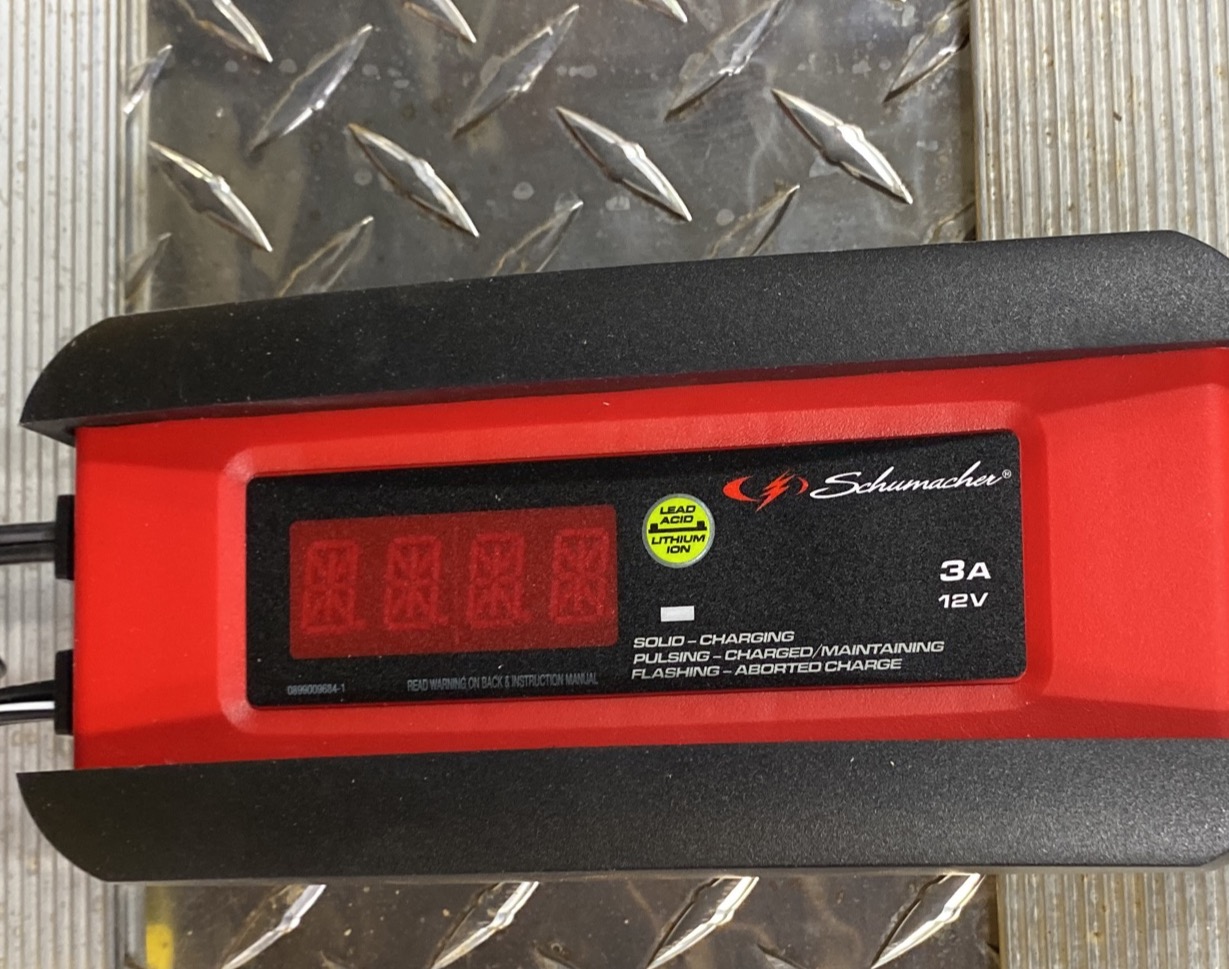 Schumacher®
LEAD
ACID
LITHIUM
ION
3A
12V
SOLID – CHARGING
PULSING – CHARGED/MAINTAINING
FLASHING – ABORTED CHARGE
0899009684-1
READ WARNING ON BACK & INSTRUCTION MANUAL